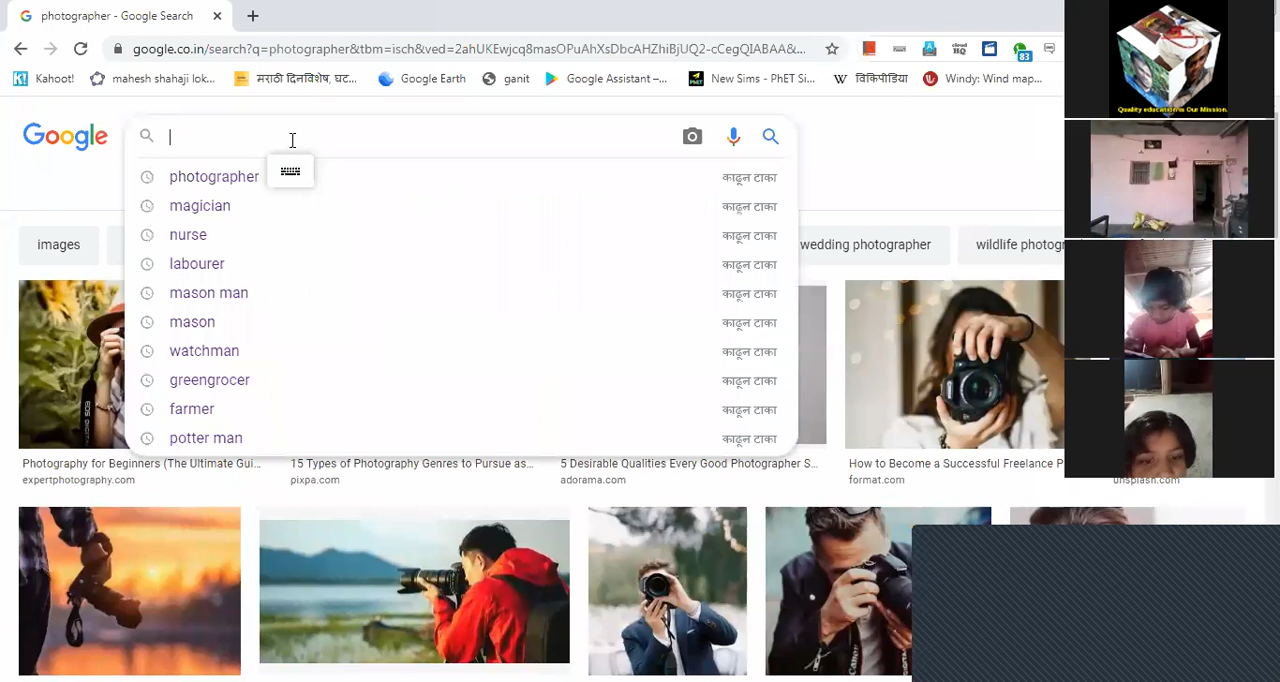 photographer - Google Search
google.co.in/search?q=photographer&tbm=isch&ved=2ahUKEwjcq8masOPuAhXsDbcAHZhiBjUQ2-cCegQIABAA&...
83
Kahoot!
mahesh shahaji lok...
मराठी दिनविशेष, घट...
Google Earth
ganit
Google Assistant –...
New Sims - PhET Si...
विकिपीडिया
Windy: Wind map...
Quality education is Our Mission.
Google
photographer काढून टाका
magician काढून टाका
nurse काढून टाका
labourer काढून टाका
mason man काढून टाका
mason काढून टाका
watchman काढून टाका
greengrocer काढून टाका
farmer काढून टाका
potter man काढून टाका
images
wedding photographer
wildlife photog
Photography for Beginners (The Ultimate Gui...
expertphotography.com
15 Types of Photography Genres to Pursue as...
pixpa.com
5 Desirable Qualities Every Good Photographer S...
adorama.com
How to Become a Successful Freelance P
format.com
unsplash.com